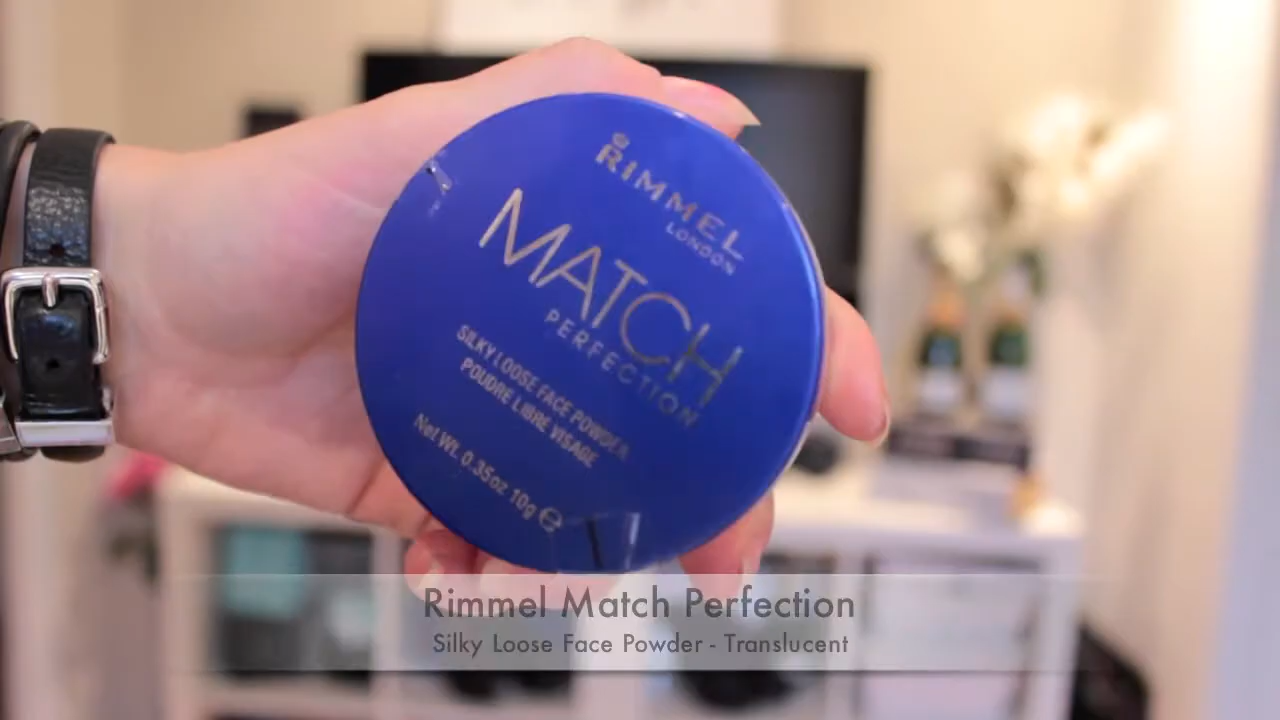 RIMMEL
LONDON
MATCH
PERFECTION
SILKY LOOSE FACE POWDER
POUDRE LIBRE VISAGE
Net Wt. 0.35oz 10g ℮
Rimmel Match Perfection
Silky Loose Face Powder - Translucent